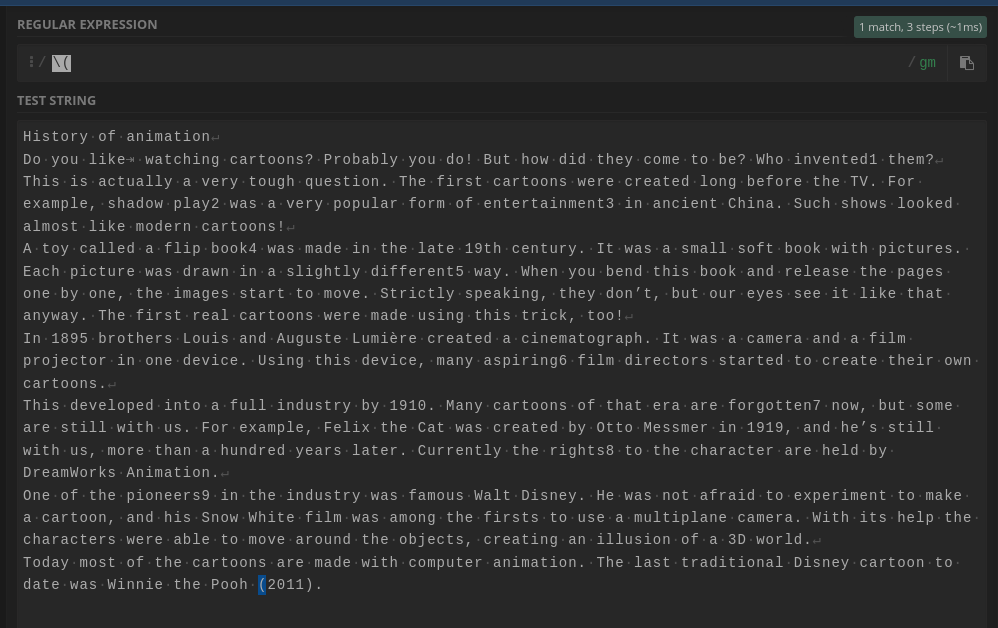 REGULAR EXPRESSION
1 match, 3 steps (~1ms)
/ \( / gm
TEST STRING
History of animation
Do you like watching cartoons? Probably you do! But how did they come to be? Who invented1 them?
This is actually a very tough question. The first cartoons were created long before the TV. For
example, shadow play2 was a very popular form of entertainment3 in ancient China. Such shows looked
almost like modern cartoons!
A toy called a flip book4 was made in the late 19th century. It was a small soft book with pictures.
Each picture was drawn in a slightly different5 way. When you bend this book and release the pages
one by one, the images start to move. Strictly speaking, they don’t, but our eyes see it like that
anyway. The first real cartoons were made using this trick, too!
In 1895 brothers Louis and Auguste Lumière created a cinematograph. It was a camera and a film
projector in one device. Using this device, many aspiring6 film directors started to create their own
cartoons.
This developed into a full industry by 1910. Many cartoons of that era are forgotten7 now, but some
are still with us. For example, Felix the Cat was created by Otto Messmer in 1919, and he’s still
with us, more than a hundred years later. Currently the rights8 to the character are held by
DreamWorks Animation.
One of the pioneers9 in the industry was famous Walt Disney. He was not afraid to experiment to make
a cartoon, and his Snow White film was among the firsts to use a multiplane camera. With its help the
characters were able to move around the objects, creating an illusion of a 3D world.
Today most of the cartoons are made with computer animation. The last traditional Disney cartoon to
date was Winnie the Pooh (2011).